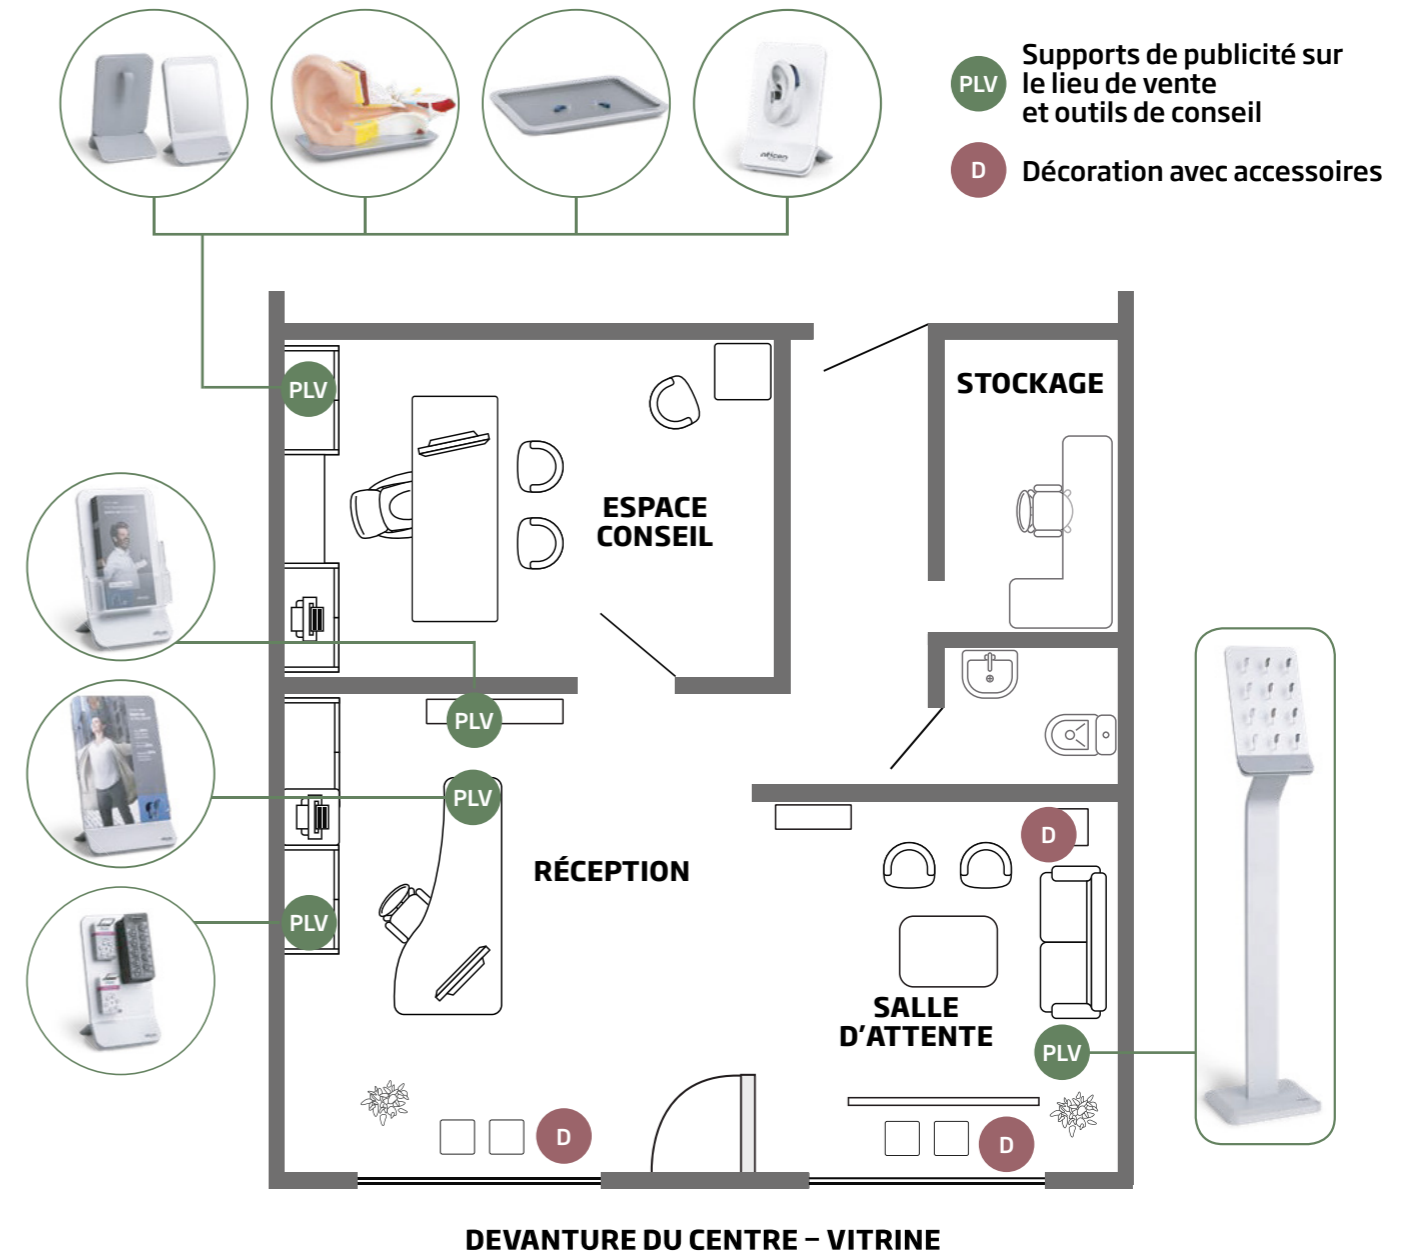 PLV
Supports de publicité sur
le lieu de vente
et outils de conseil
D
Décoration avec accessoires
oticon
PLV
STOCKAGE
ESPACE
CONSEIL
PLV
PLV
RÉCEPTION
D
PLV
SALLE
D'ATTENTE
PLV
D
D
DEVANTURE DU CENTRE – VITRINE